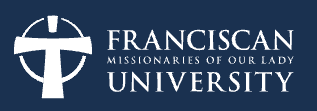 FRANCISCAN
MISSIONARIES OF OUR LADY
UNIVERSITY